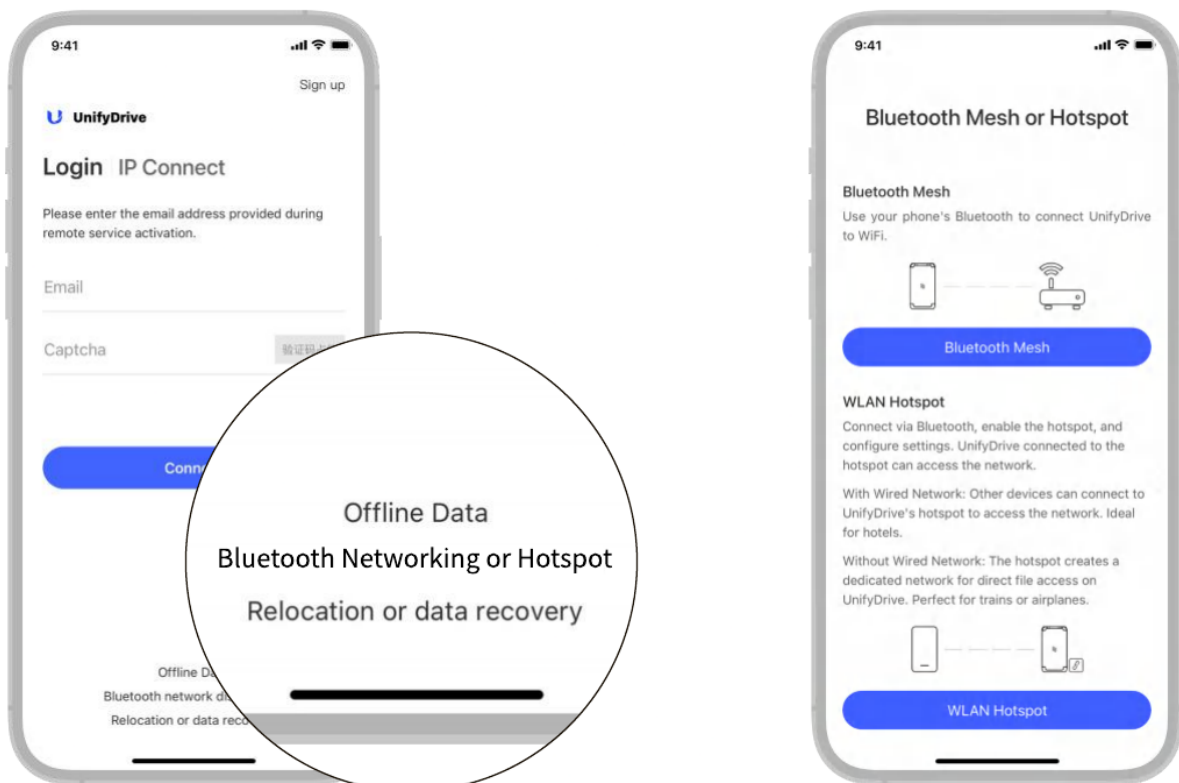 9:41
Sign up
UnifyDrive
Login IP Connect
Please enter the email address provided during
remote service activation.
Email
Captcha
验证码
Offline Data
Bluetooth Networking or Hotspot
Relocation or data recovery
Offline
Bluetooth network
Relocation or data
9:41
Bluetooth Mesh or Hotspot
Bluetooth Mesh
Use your phone's Bluetooth to connect UnifyDrive
to WiFi.
Bluetooth Mesh
WLAN Hotspot
Connect via Bluetooth, enable the hotspot, and
configure settings. UnifyDrive connected to the
hotspot can access the network.
With Wired Network: Other devices can connect to
UnifyDrive's hotspot to access the network. Ideal
for hotels.
Without Wired Network: The hotspot creates a
dedicated network for direct file access on
UnifyDrive. Perfect for trains or airplanes.
WLAN Hotspot